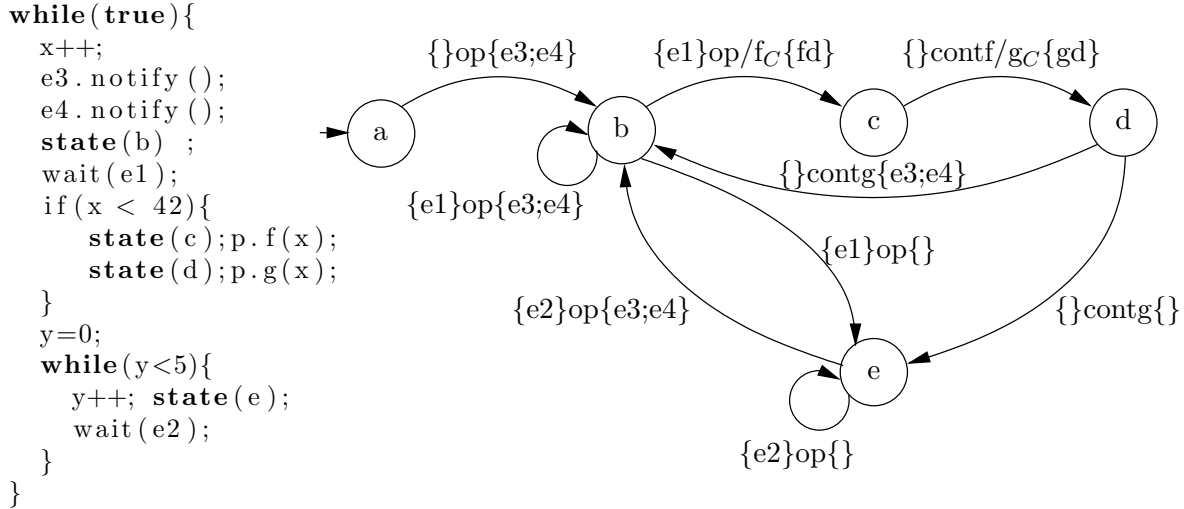 while(true){
x++;
e3.notify();
e4.notify();
state(b) ;
wait(e1);
if(x < 42){
state(c);p.f(x);
state(d);p.g(x);
}
y=0;
while(y<5){
y++; state(e);
wait(e2);
}
}
{}op{e3;e4}
{e1}op/f_C{fd}
{}contf/g_C{gd}
a
b
c
d
{}contg{e3;e4}
{e1}op{e3;e4}
{e1}op{}
{e2}op{e3;e4}
{}contg{}
e
{e2}op{}